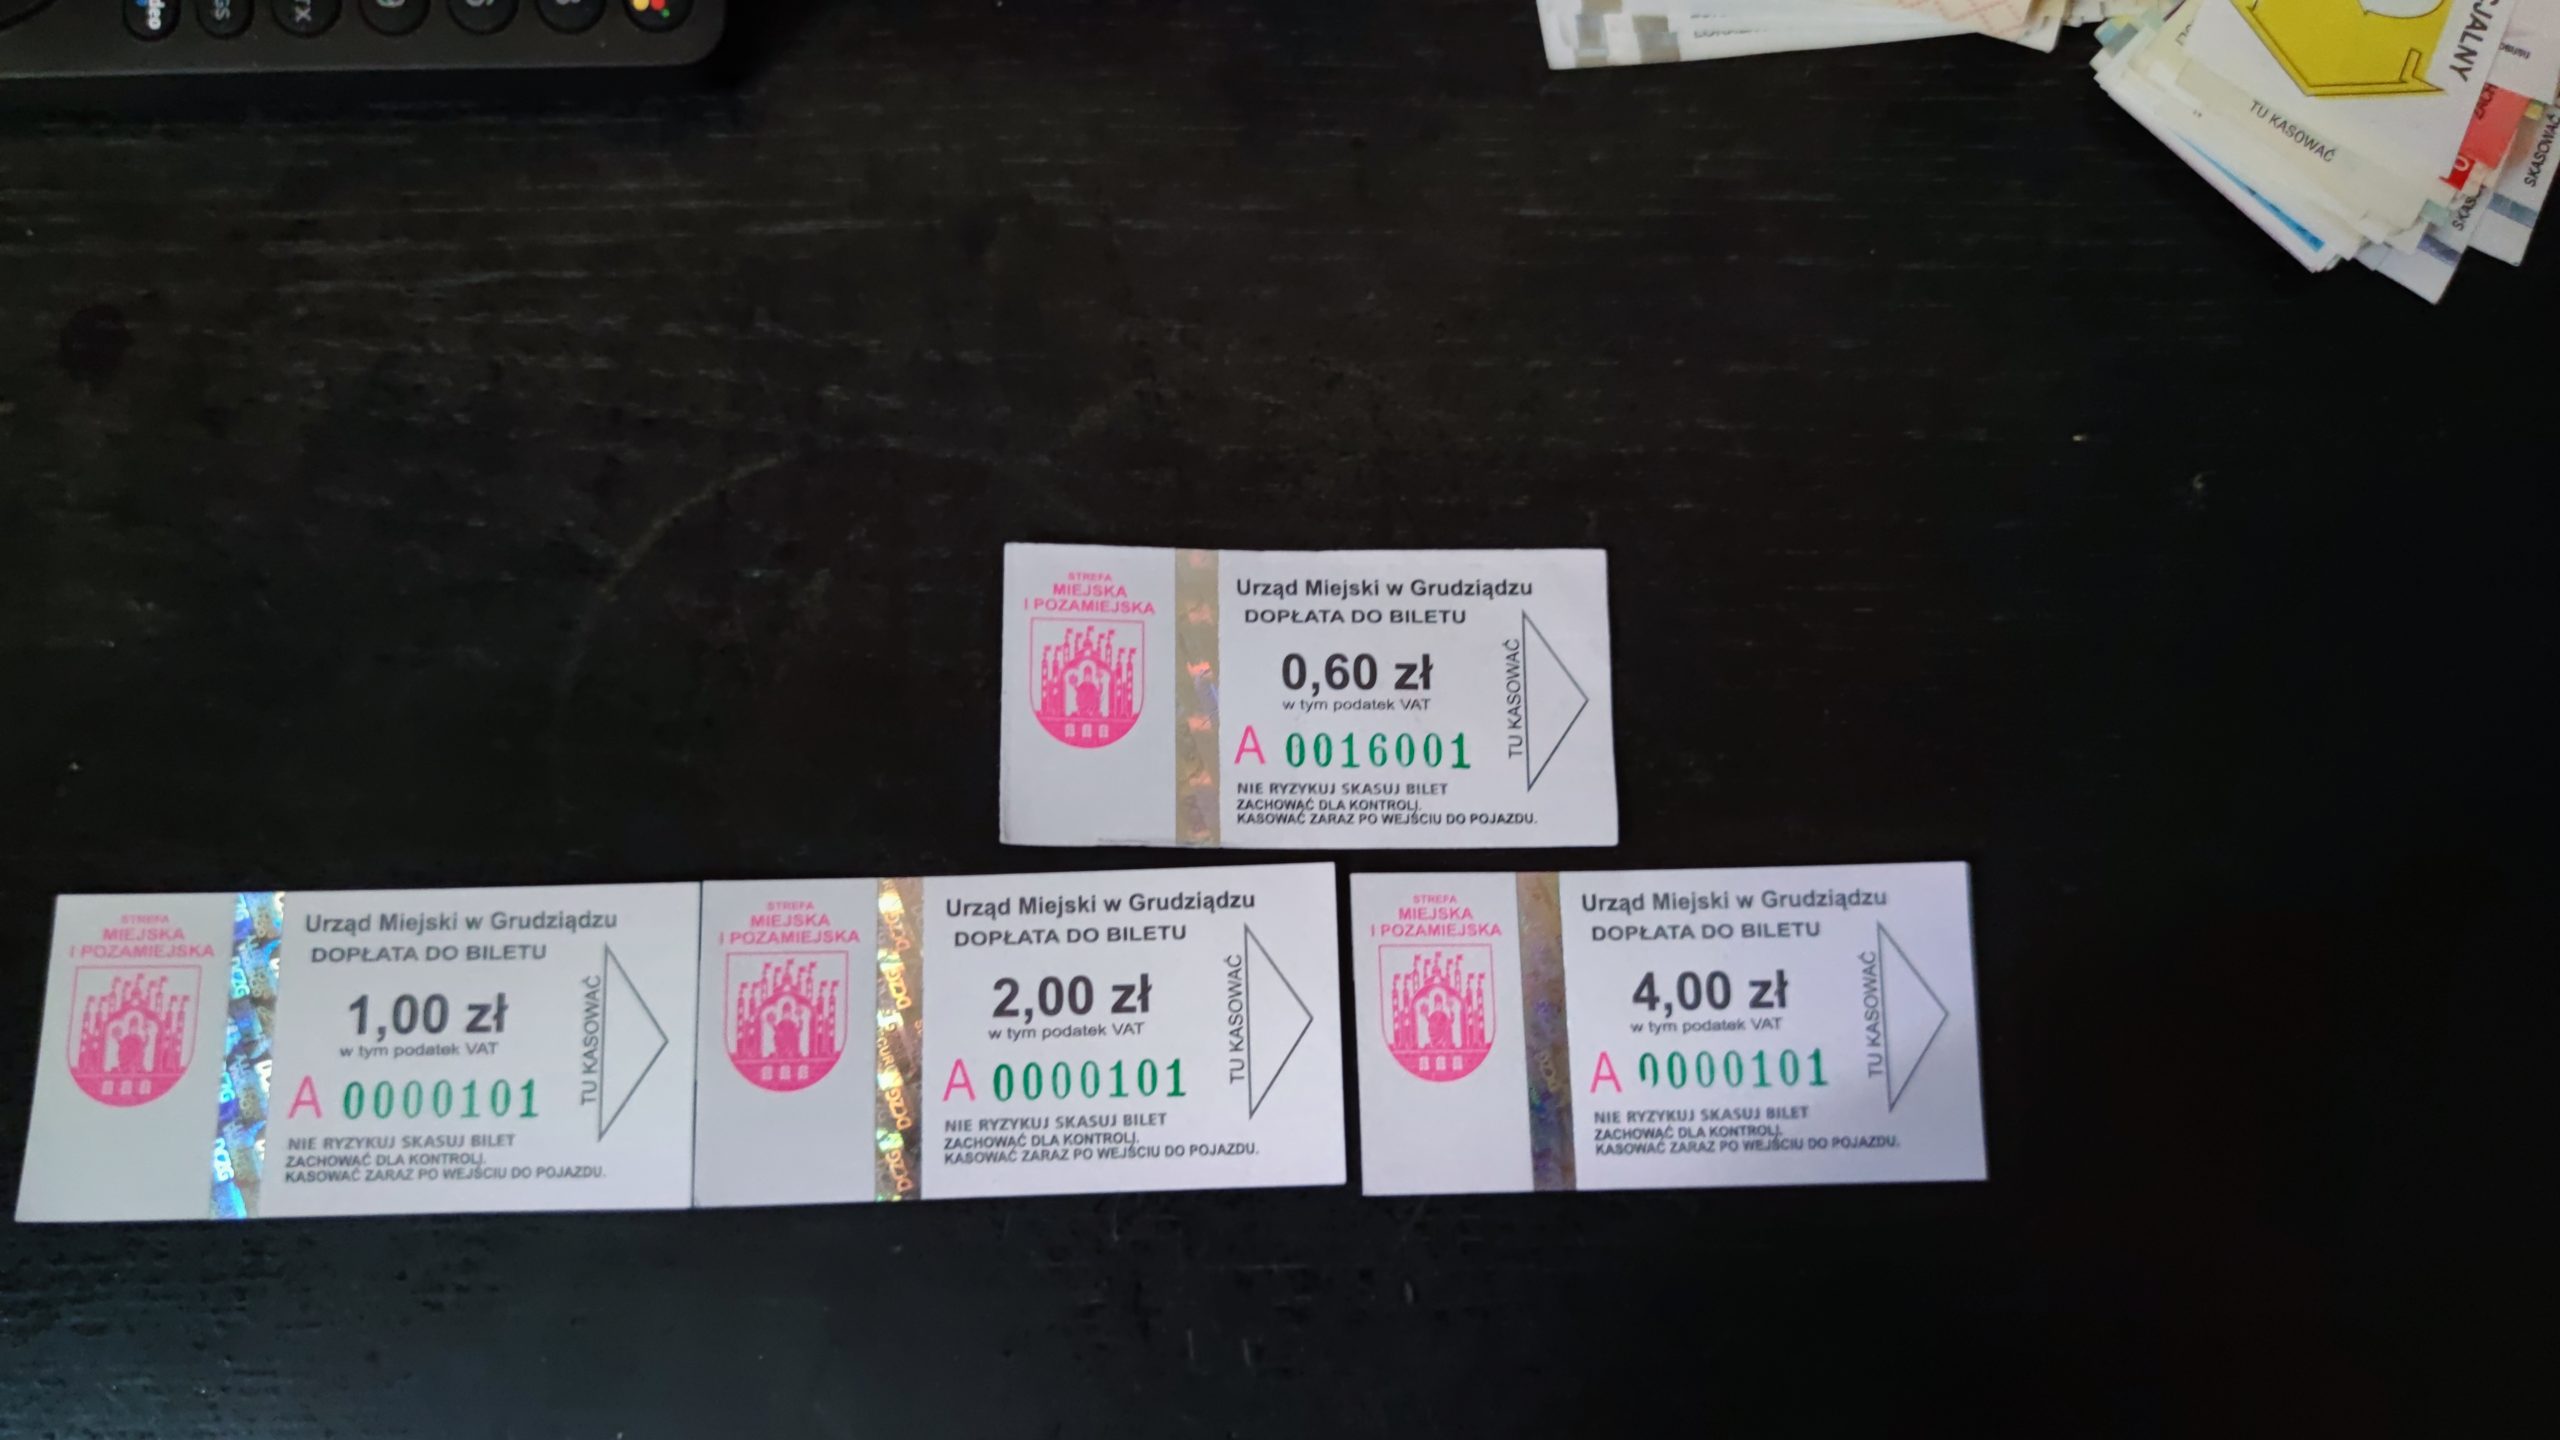 TU KASOWAĆ
STREFA
MIEJSKA
I POZAMIEJSKA
Urząd Miejski w Grudziądzu
DOPŁATA DO BILETU
0,60 zł
w tym podatek VAT
A 0016001
TU KASOWAĆ
NIE RYZYKUJ SKASUJ BILET
ZACHOWAĆ DLA KONTROLI.
KASOWAĆ ZARAZ PO WEJŚCIU DO POJAZDU.
STREFA
MIEJSKA
I POZAMIEJSKA
Urząd Miejski w Grudziądzu
DOPŁATA DO BILETU
1,00 zł
w tym podatek VAT
A 0000101
TU KASOWAĆ
NIE RYZYKUJ SKASUJ BILET
ZACHOWAĆ DLA KONTROLI.
KASOWAĆ ZARAZ PO WEJŚCIU DO POJAZDU.
STREFA
MIEJSKA
I POZAMIEJSKA
Urząd Miejski w Grudziądzu
DOPŁATA DO BILETU
2,00 zł
w tym podatek VAT
A 0000101
TU KASOWAĆ
NIE RYZYKUJ SKASUJ BILET
ZACHOWAĆ DLA KONTROLI.
KASOWAĆ ZARAZ PO WEJŚCIU DO POJAZDU.
STREFA
MIEJSKA
I POZAMIEJSKA
Urząd Miejski w Grudziądzu
DOPŁATA DO BILETU
4,00 zł
w tym podatek VAT
A 0000101
TU KASOWAĆ
NIE RYZYKUJ SKASUJ BILET
ZACHOWAĆ DLA KONTROLI.
KASOWAĆ ZARAZ PO WEJŚCIU DO POJAZDU.